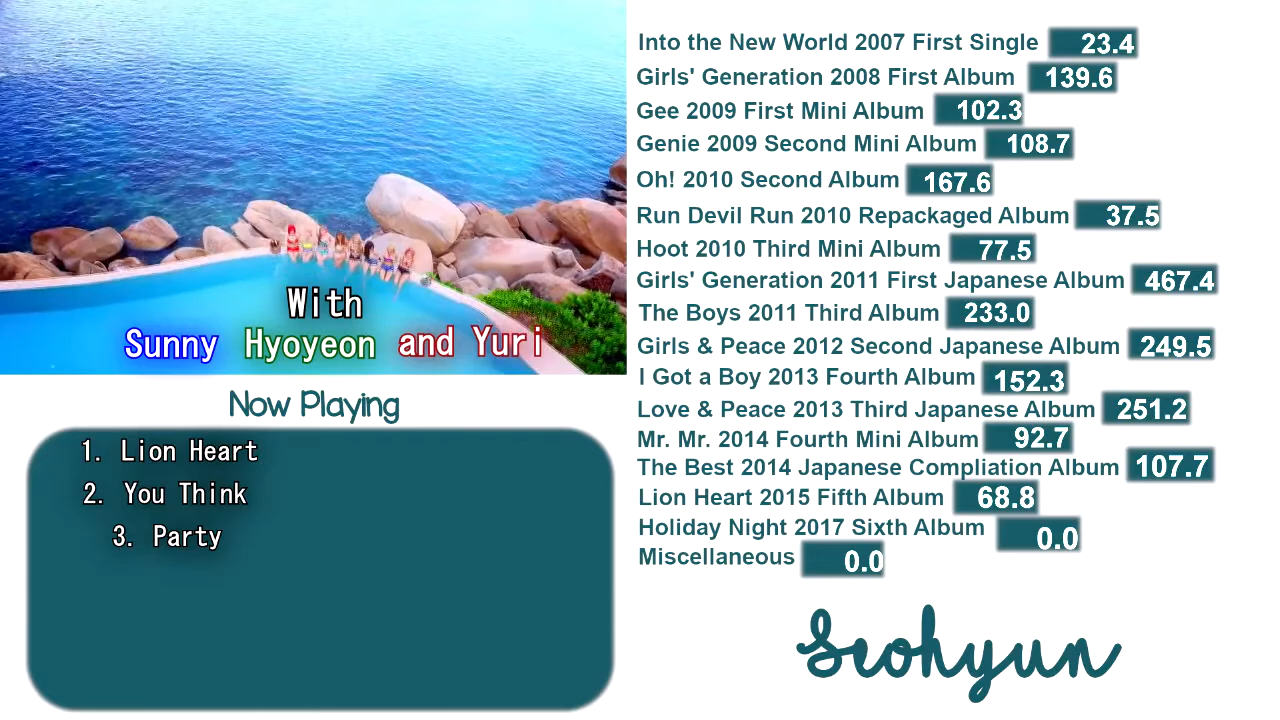 With
Sunny Hyoyeon and Yuri
Now Playing
1. Lion Heart
2. You Think
3. Party
Into the New World 2007 First Single 23.4
Girls' Generation 2008 First Album 139.6
Gee 2009 First Mini Album 102.3
Genie 2009 Second Mini Album 108.7
Oh! 2010 Second Album 167.6
Run Devil Run 2010 Repackaged Album 37.5
Hoot 2010 Third Mini Album 77.5
Girls' Generation 2011 First Japanese Album 467.4
The Boys 2011 Third Album 233.0
Girls & Peace 2012 Second Japanese Album 249.5
I Got a Boy 2013 Fourth Album 152.3
Love & Peace 2013 Third Japanese Album 251.2
Mr. Mr. 2014 Fourth Mini Album 92.7
The Best 2014 Japanese Compliation Album 107.7
Lion Heart 2015 Fifth Album 68.8
Holiday Night 2017 Sixth Album 0.0
Miscellaneous 0.0
Seohyun